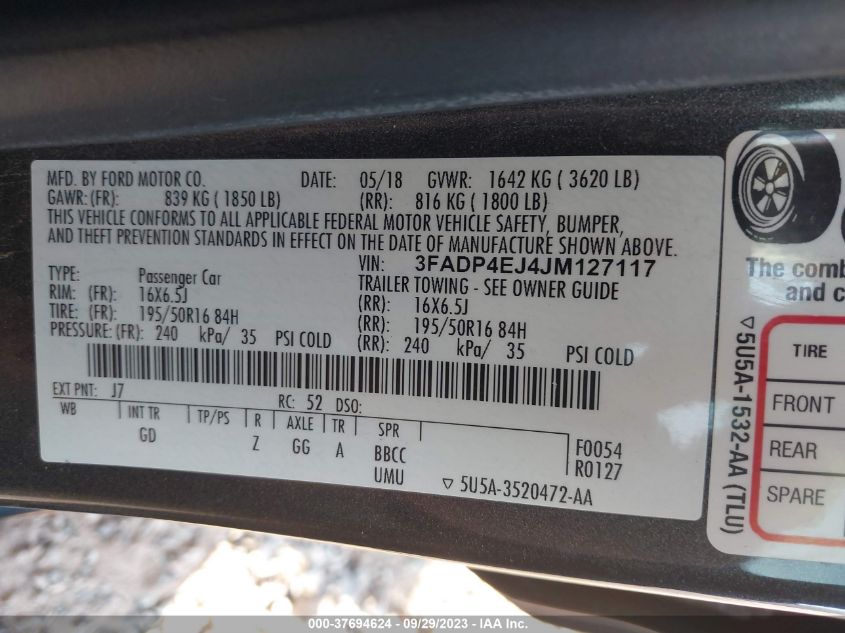 MFD. BY FORD MOTOR CO. DATE: 05/18 GVWR: 1642 KG ( 3620 LB)
GAWR:(FR): 839 KG ( 1850 LB) (RR): 816 KG ( 1800 LB)
THIS VEHICLE CONFORMS TO ALL APPLICABLE FEDERAL MOTOR VEHICLE SAFETY, BUMPER,
AND THEFT PREVENTION STANDARDS IN EFFECT ON THE DATE OF MANUFACTURE SHOWN ABOVE.
VIN: 3FADP4EJ4JM127117
TYPE: Passenger Car TRAILER TOWING - SEE OWNER GUIDE
RIM: (FR): 16X6.5J (RR): 16X6.5J
TIRE: (FR): 195/50R16 84H (RR): 195/50R16 84H
PRESSURE: (FR): 240 kPa/ 35 PSI COLD (RR): 240 kPa/ 35 PSI COLD
EXT PNT: J7 RC: 52 DSO:
WB INT TR TP/PS R AXLE TR SPR
GD Z GG A BBCC
UMU
F0054
R0127
▽ 5U5A-3520472-AA
The comb
and c
▽ 5U5A-1532-AA (TLU)
TIRE
FRONT
REAR
SPARE
000-37694624 - 09/29/2023 - IAA Inc.